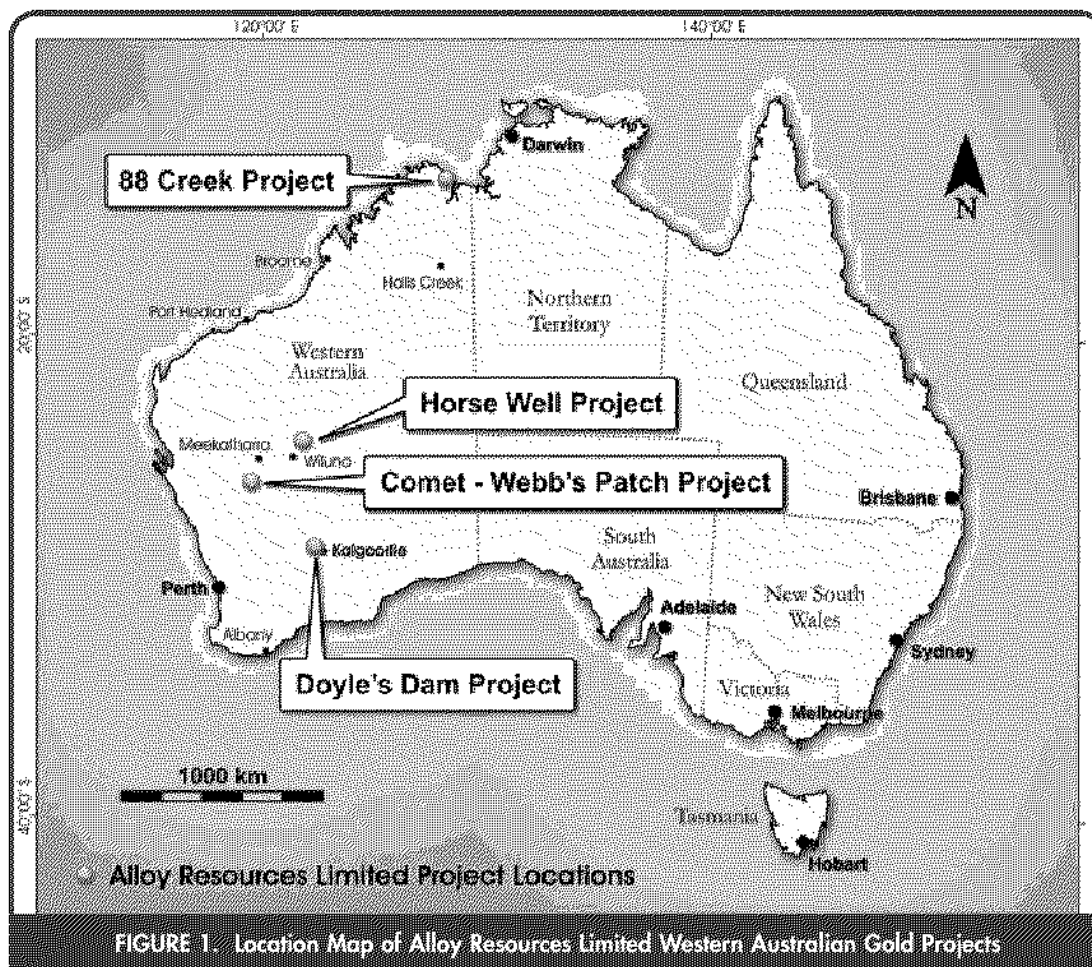 120°00' E
140°00' E
Darwin
88 Creek Project
N
Broome
Halls Creek
Northern
Territory
Port Hedland
20°00' S
Western
Australia
Queensland
Horse Well Project
Meekatharra
Wiluna
Comet - Webb's Patch Project
Brisbane
South
Australia
Kalgoorlie
New South
Wales
Perth
Adelaide
Albany
Sydney
Doyle's Dam Project
Victoria
Melbourne
1000 km
40°00' S
Tasmania
Hobart
Alloy Resources Limited Project Locations
FIGURE 1. Location Map of Alloy Resources Limited Western Australian Gold Projects